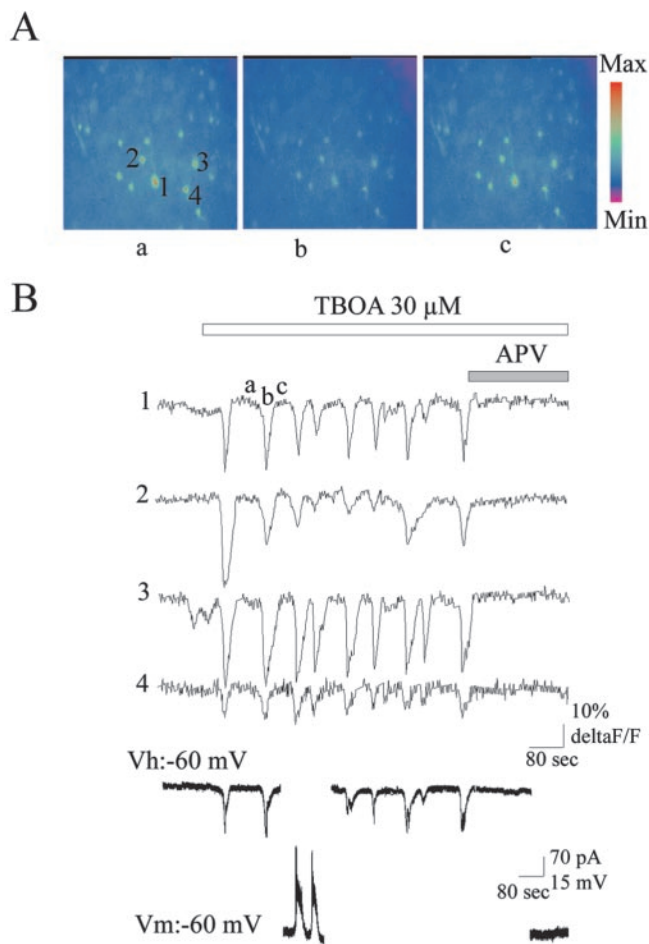 A
Max
2 3
1 4
Min
a b c
B
TBOA 30 µM
APV
a b c
1
2
3
4
10%
deltaF/F
80 sec
Vh:-60 mV
70 pA
80 sec 15 mV
Vm:-60 mV